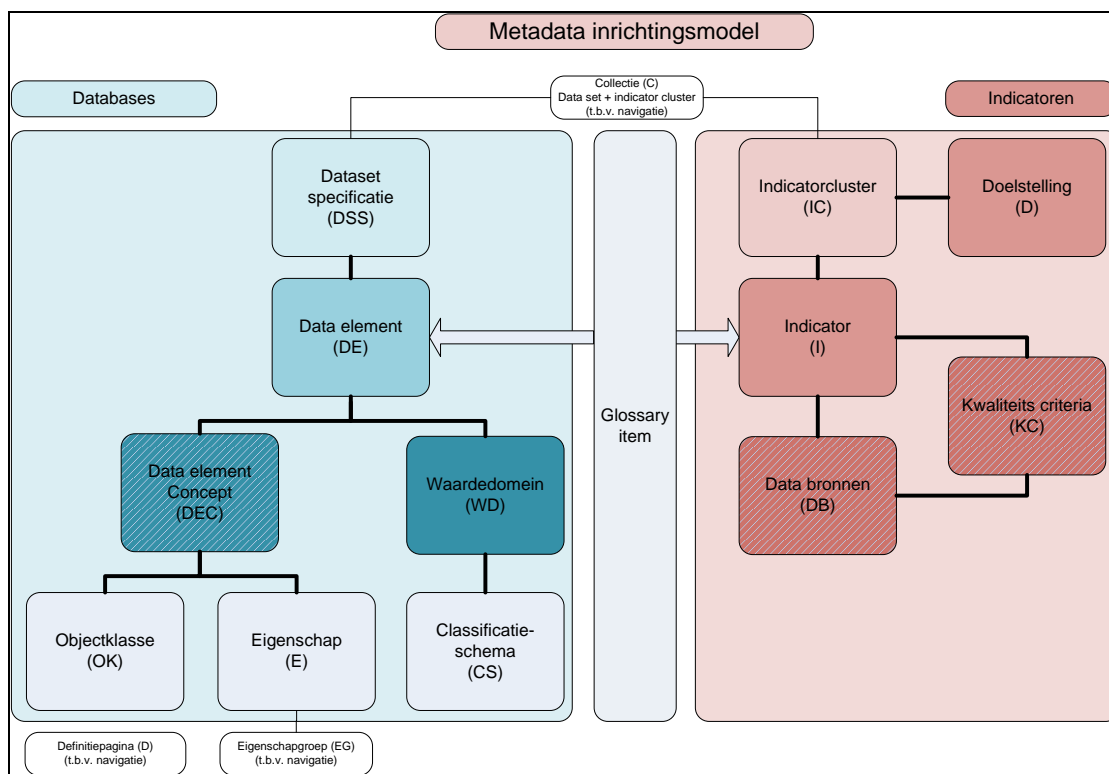 Metadata inrichtingsmodel
Collectie (C)
Data set + indicator cluster
(t.b.v. navigatie)
Databases
Indicatoren
Dataset
specificatie
(DSS)
Indicatorcluster
(IC)
Doelstelling
(D)
Data element
(DE)
Indicator
(I)
Glossary
item
Kwaliteits criteria
(KC)
Data element
Concept
(DEC)
Waardedomein
(WD)
Data bronnen
(DB)
Objectklasse
(OK)
Eigenschap
(E)
Classificatie-
schema
(CS)
Definitiepagina (D)
(t.b.v. navigatie)
Eigenschapgroep (EG)
(t.b.v. navigatie)